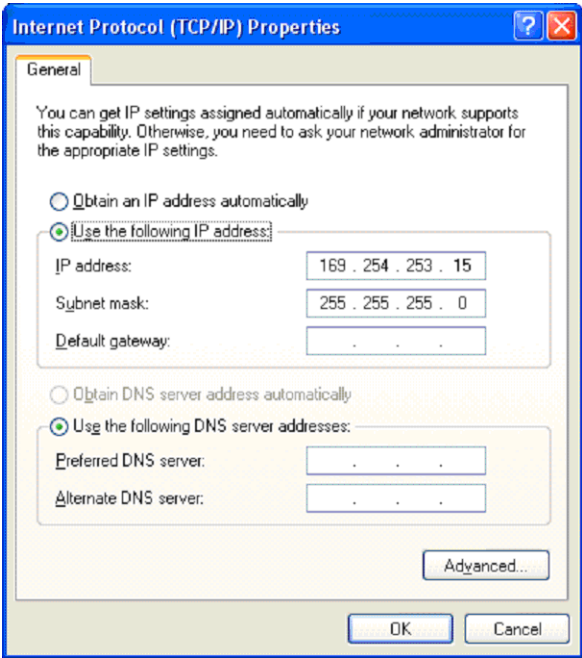 Internet Protocol (TCP/IP) Properties
General
You can get IP settings assigned automatically if your network supports
this capability. Otherwise, you need to ask your network administrator for
the appropriate IP settings.
Obtain an IP address automatically
Use the following IP address:
IP address: 169 . 254 . 253 . 15
Subnet mask: 255 . 255 . 255 . 0
Default gateway: . . .
Obtain DNS server address automatically
Use the following DNS server addresses:
Preferred DNS server: . . .
Alternate DNS server: . . .
Advanced...
OK Cancel